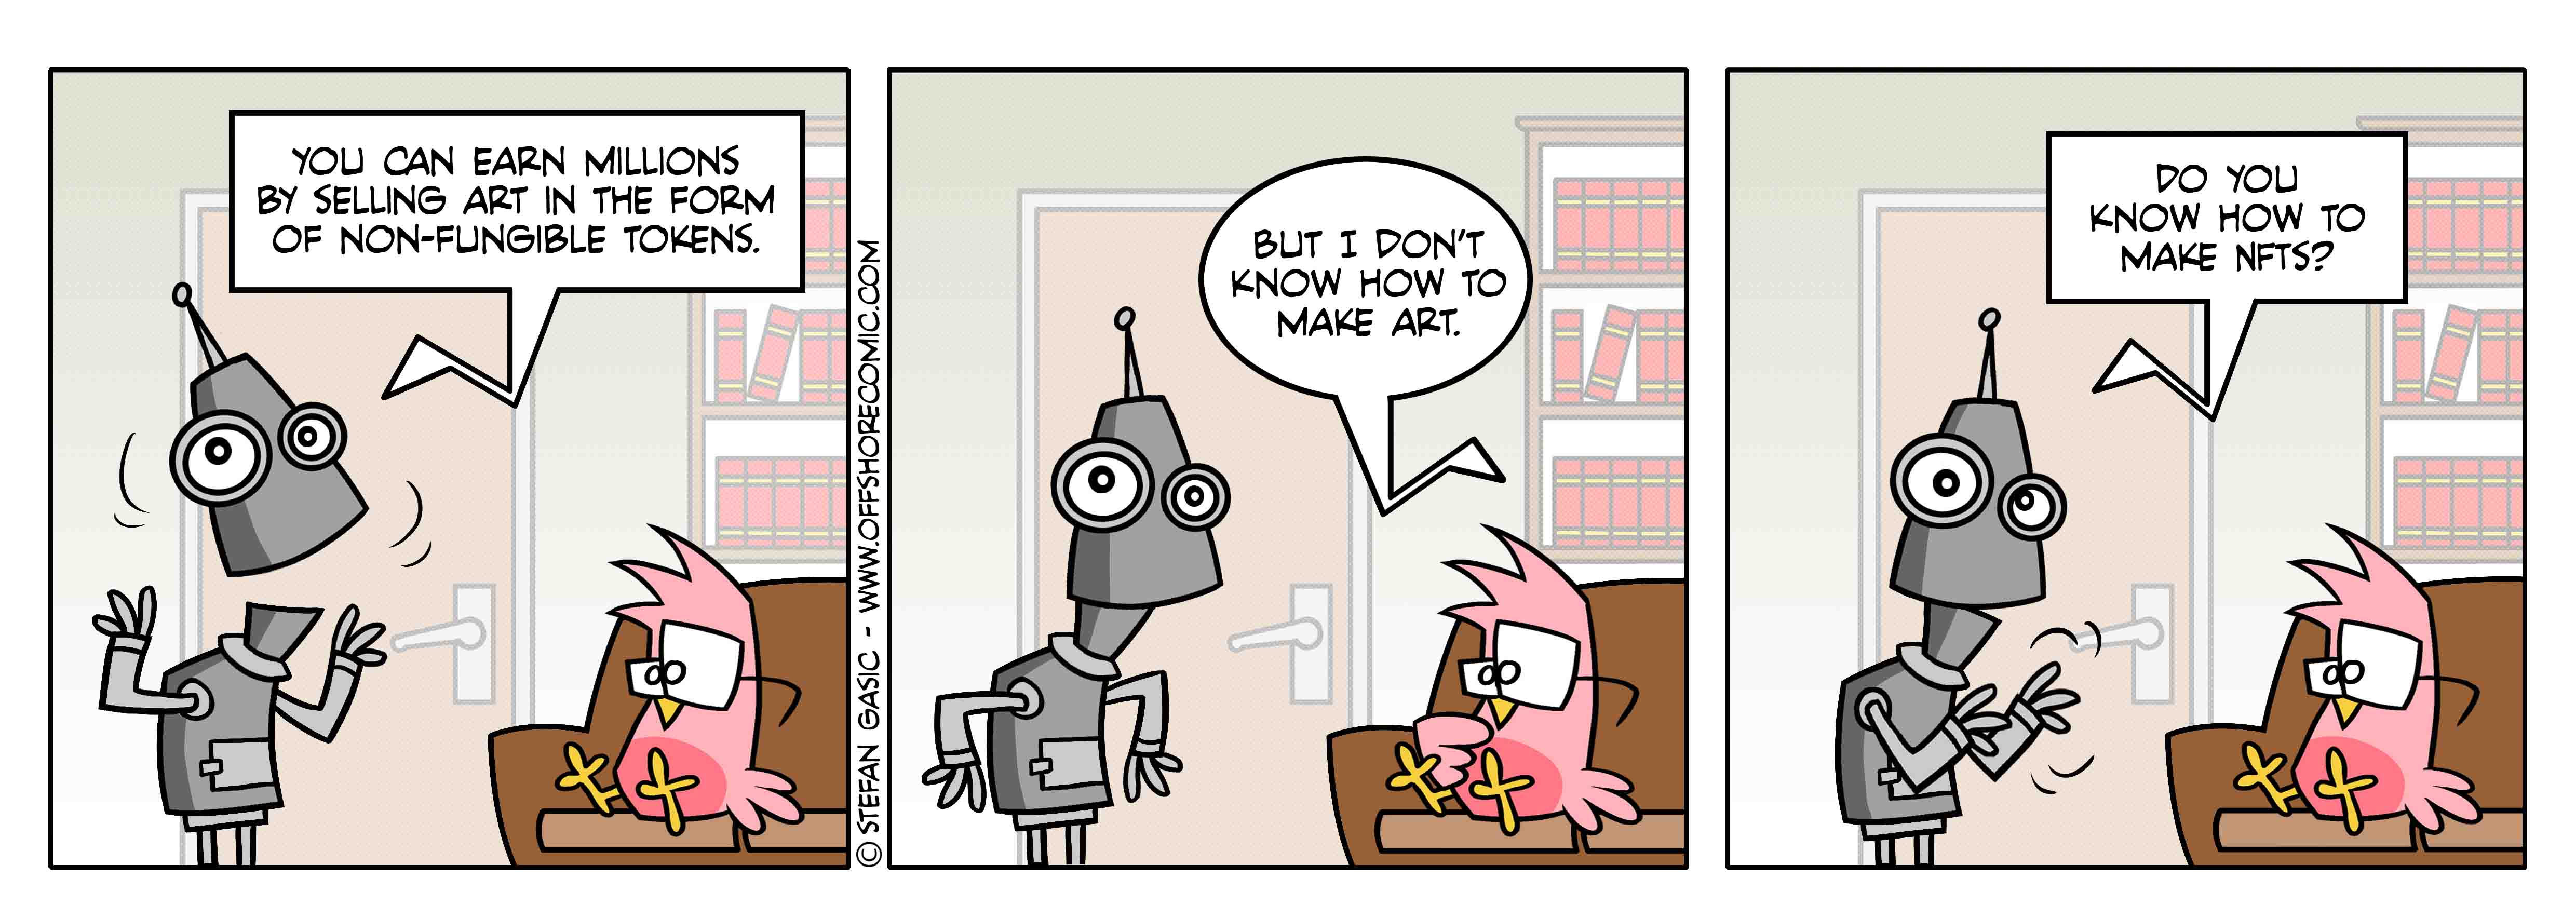 YOU CAN EARN MILLIONS
BY SELLING ART IN THE FORM
OF NON-FUNGIBLE TOKENS.
© STEFAN GASIC - WWW.OFFSHORECOMIC.COM
BUT I DON'T
KNOW HOW TO
MAKE ART.
DO YOU
KNOW HOW TO
MAKE NFTS?